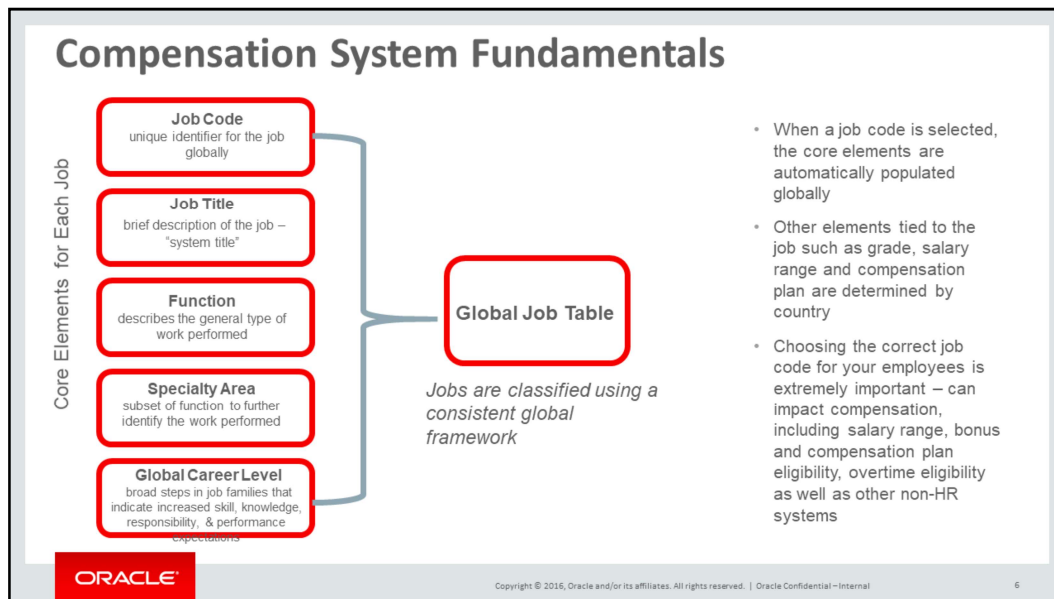 Compensation System Fundamentals
Core Elements for Each Job
Job Code
unique identifier for the job
globally
Job Title
brief description of the job –
"system title"
Function
describes the general type of
work performed
Specialty Area
subset of function to further
identify the work performed
Global Career Level
broad steps in job families that
indicate increased skill, knowledge,
responsibility, & performance
expectations
Global Job Table
Jobs are classified using a
consistent global
framework
• When a job code is selected,
the core elements are
automatically populated
globally
• Other elements tied to the
job such as grade, salary
range and compensation
plan are determined by
country
• Choosing the correct job
code for your employees is
extremely important – can
impact compensation,
including salary range, bonus
and compensation plan
eligibility, overtime eligibility
as well as other non-HR
systems
ORACLE®
Copyright © 2016, Oracle and/or its affiliates. All rights reserved. | Oracle Confidential – Internal
6